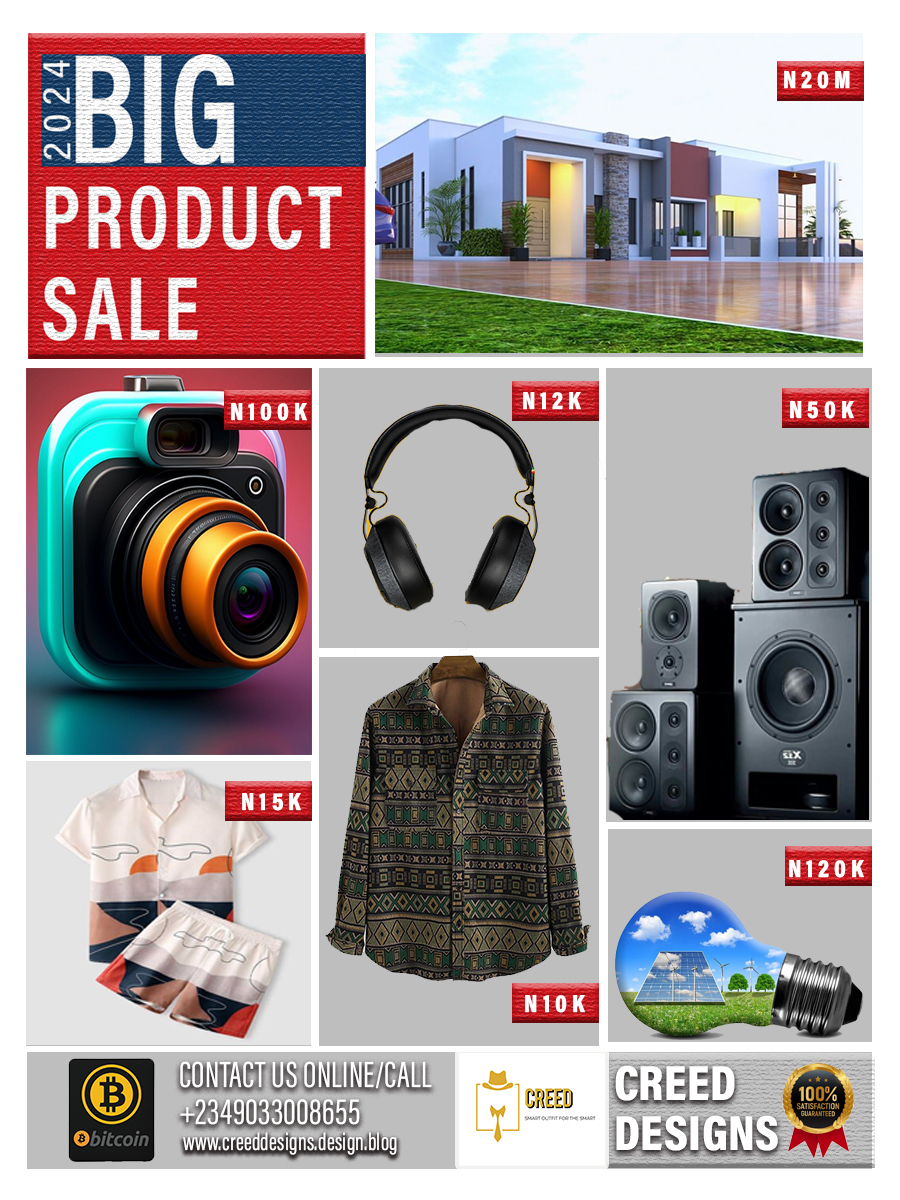 2024
BIG
PRODUCT
SALE
N20M
N100K
N12K
N50K
N15K
N10K
N120K
bitcoin
CONTACT US ONLINE/CALL
+2349033008655
www.creeddesigns.design.blog
CREED
SMART OUTFIT FOR THE SMART
CREED
DESIGNS
100%
SATISFACTION
GUARANTEED